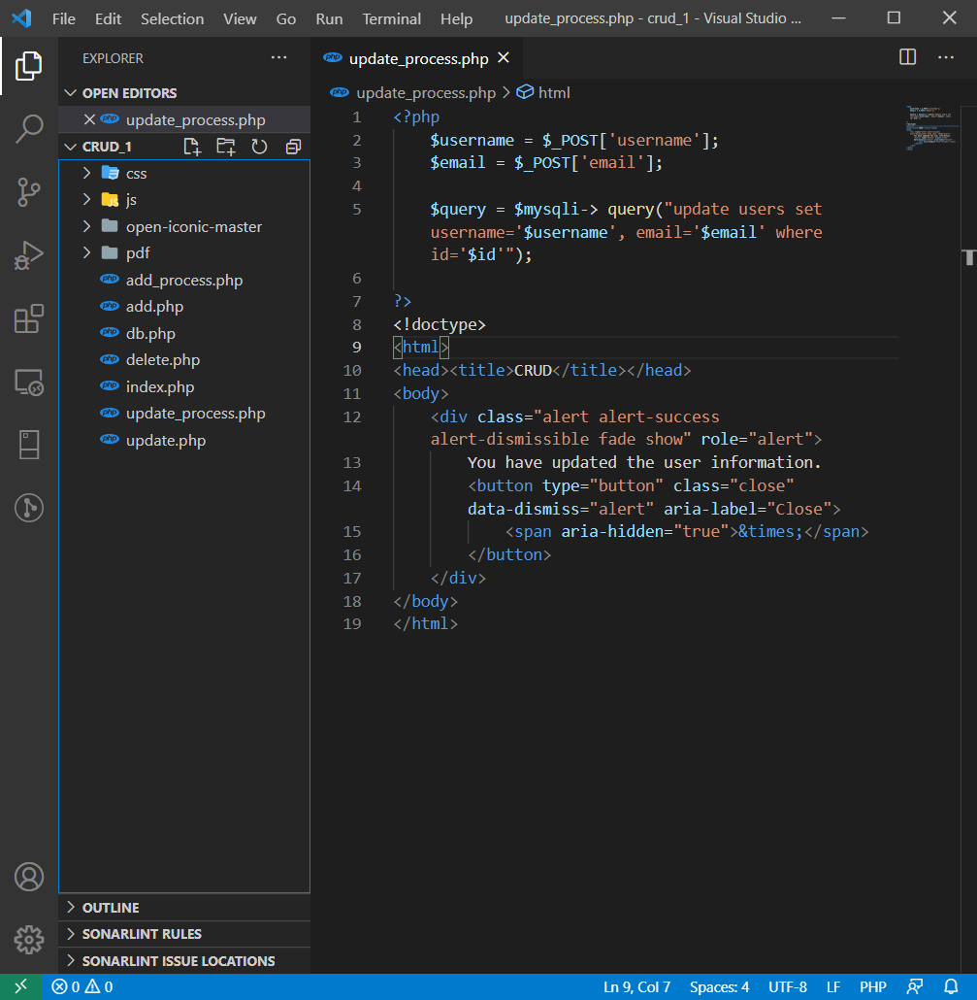 File Edit Selection View Go Run Terminal Help update_process.php - crud_1 - Visual Studio ...
EXPLORER
OPEN EDITORS
update_process.php
CRUD_1
css
js
open-iconic-master
pdf
add_process.php
add.php
db.php
delete.php
index.php
update_process.php
update.php
OUTLINE
SONARLINT RULES
SONARLINT ISSUE LOCATIONS
update_process.php
update_process.php > html
1 <?php
2 $username = $_POST['username'];
3 $email = $_POST['email'];
4
5 $query = $mysqli-> query("update users set
username='$username', email='$email' where
id='$id'");
6
7 ?>
8 <!doctype>
9 <html>
10 <head><title>CRUD</title></head>
11 <body>
12 <div class="alert alert-success
alert-dismissible fade show" role="alert">
13 You have updated the user information.
14 <button type="button" class="close"
data-dismiss="alert" aria-label="Close">
15 <span aria-hidden="true">&times;</span>
16 </button>
17 </div>
18 </body>
19 </html>
0 0 Ln 9, Col 7 Spaces: 4 UTF-8 LF PHP